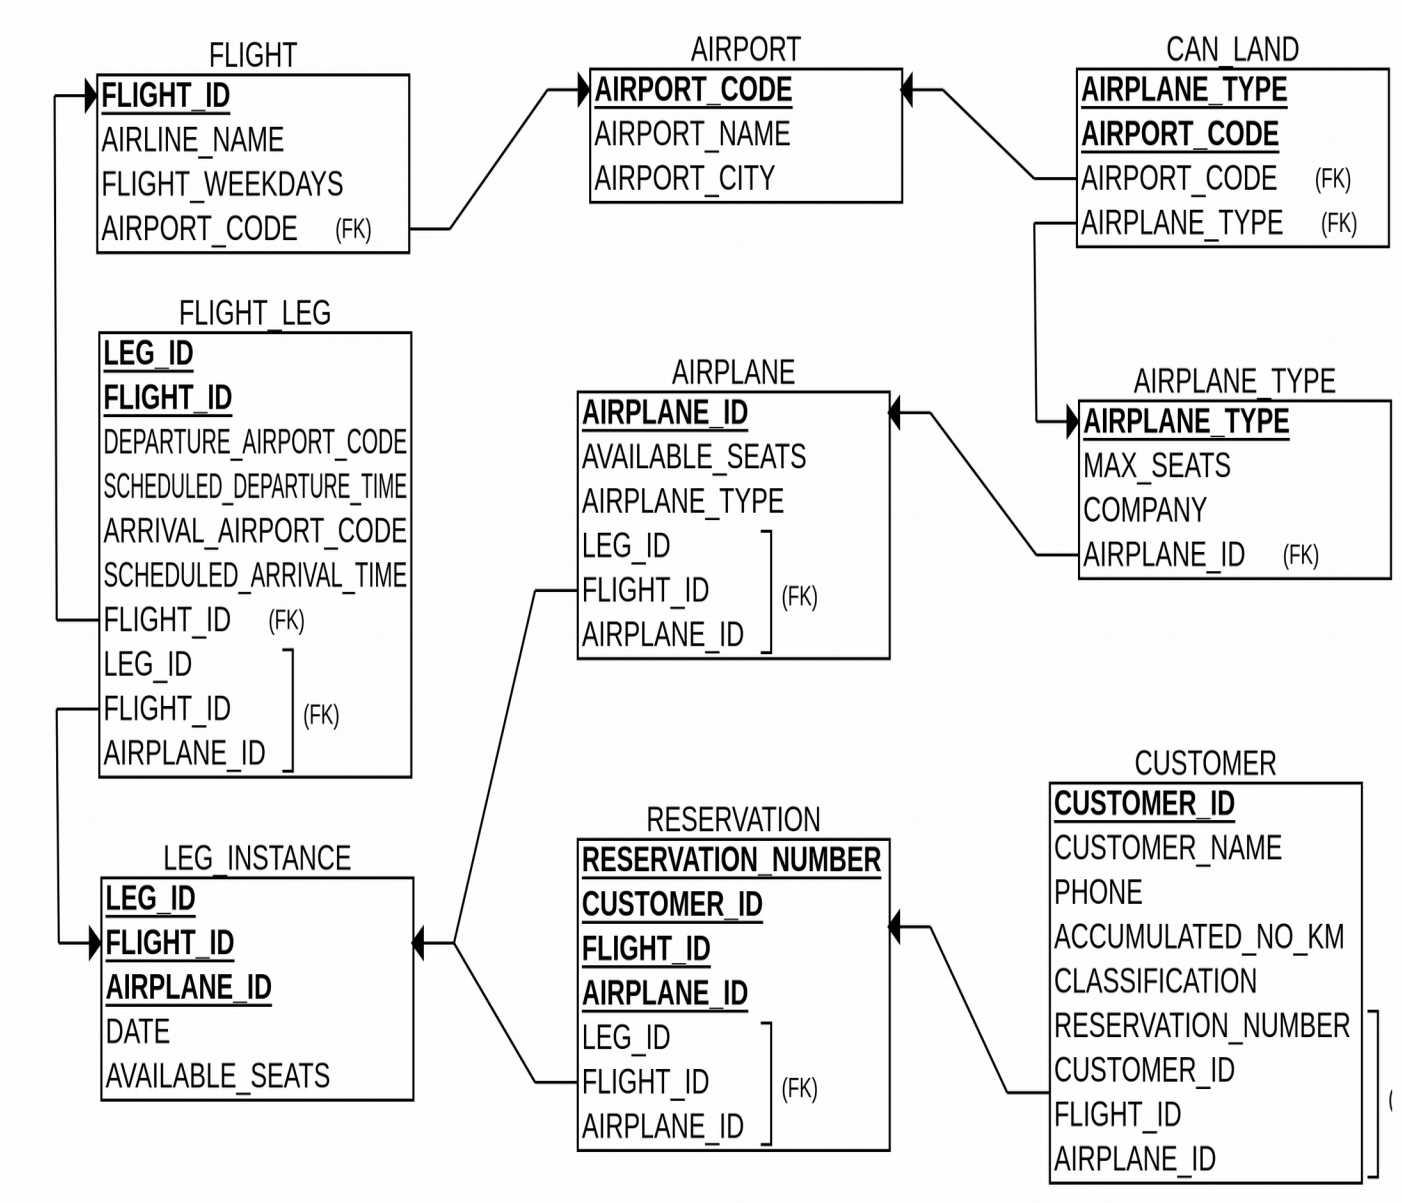 FLIGHT
FLIGHT_ID
AIRLINE_NAME
FLIGHT_WEEKDAYS
AIRPORT_CODE (FK)
AIRPORT
AIRPORT_CODE
AIRPORT_NAME
AIRPORT_CITY
CAN_LAND
AIRPLANE_TYPE
AIRPORT_CODE
AIRPORT_CODE (FK)
AIRPLANE_TYPE (FK)
FLIGHT_LEG
LEG_ID
FLIGHT_ID
DEPARTURE_AIRPORT_CODE
SCHEDULED_DEPARTURE_TIME
ARRIVAL_AIRPORT_CODE
SCHEDULED_ARRIVAL_TIME
FLIGHT_ID (FK)
LEG_ID
FLIGHT_ID
AIRPLANE_ID
(FK)
AIRPLANE
AIRPLANE_ID
AVAILABLE_SEATS
AIRPLANE_TYPE
LEG_ID
FLIGHT_ID
AIRPLANE_ID
(FK)
AIRPLANE_TYPE
AIRPLANE_TYPE
MAX_SEATS
COMPANY
AIRPLANE_ID (FK)
LEG_INSTANCE
LEG_ID
FLIGHT_ID
AIRPLANE_ID
DATE
AVAILABLE_SEATS
RESERVATION
RESERVATION_NUMBER
CUSTOMER_ID
FLIGHT_ID
AIRPLANE_ID
LEG_ID
FLIGHT_ID
AIRPLANE_ID
(FK)
CUSTOMER
CUSTOMER_ID
CUSTOMER_NAME
PHONE
ACCUMULATED_NO_KM
CLASSIFICATION
RESERVATION_NUMBER
CUSTOMER_ID
FLIGHT_ID
AIRPLANE_ID